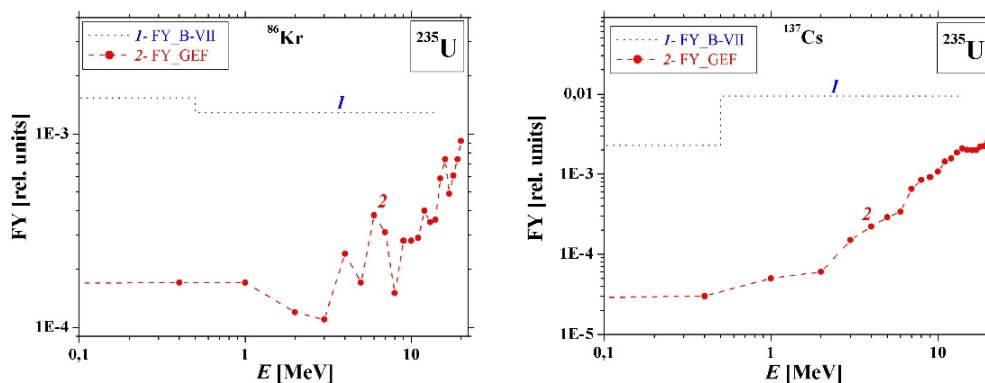 1- FY_B-VII
2- FY_GEF
⁸⁶Kr
²³⁵U
1
2
1E-3
1E-4
FY [rel. units]
0,1
1
10
E [MeV]
1- FY_B-VII
2- FY_GEF
¹³⁷Cs
²³⁵U
1
2
0,01
1E-3
1E-4
1E-5
FY [rel. units]
0,1
1
10
E [MeV]